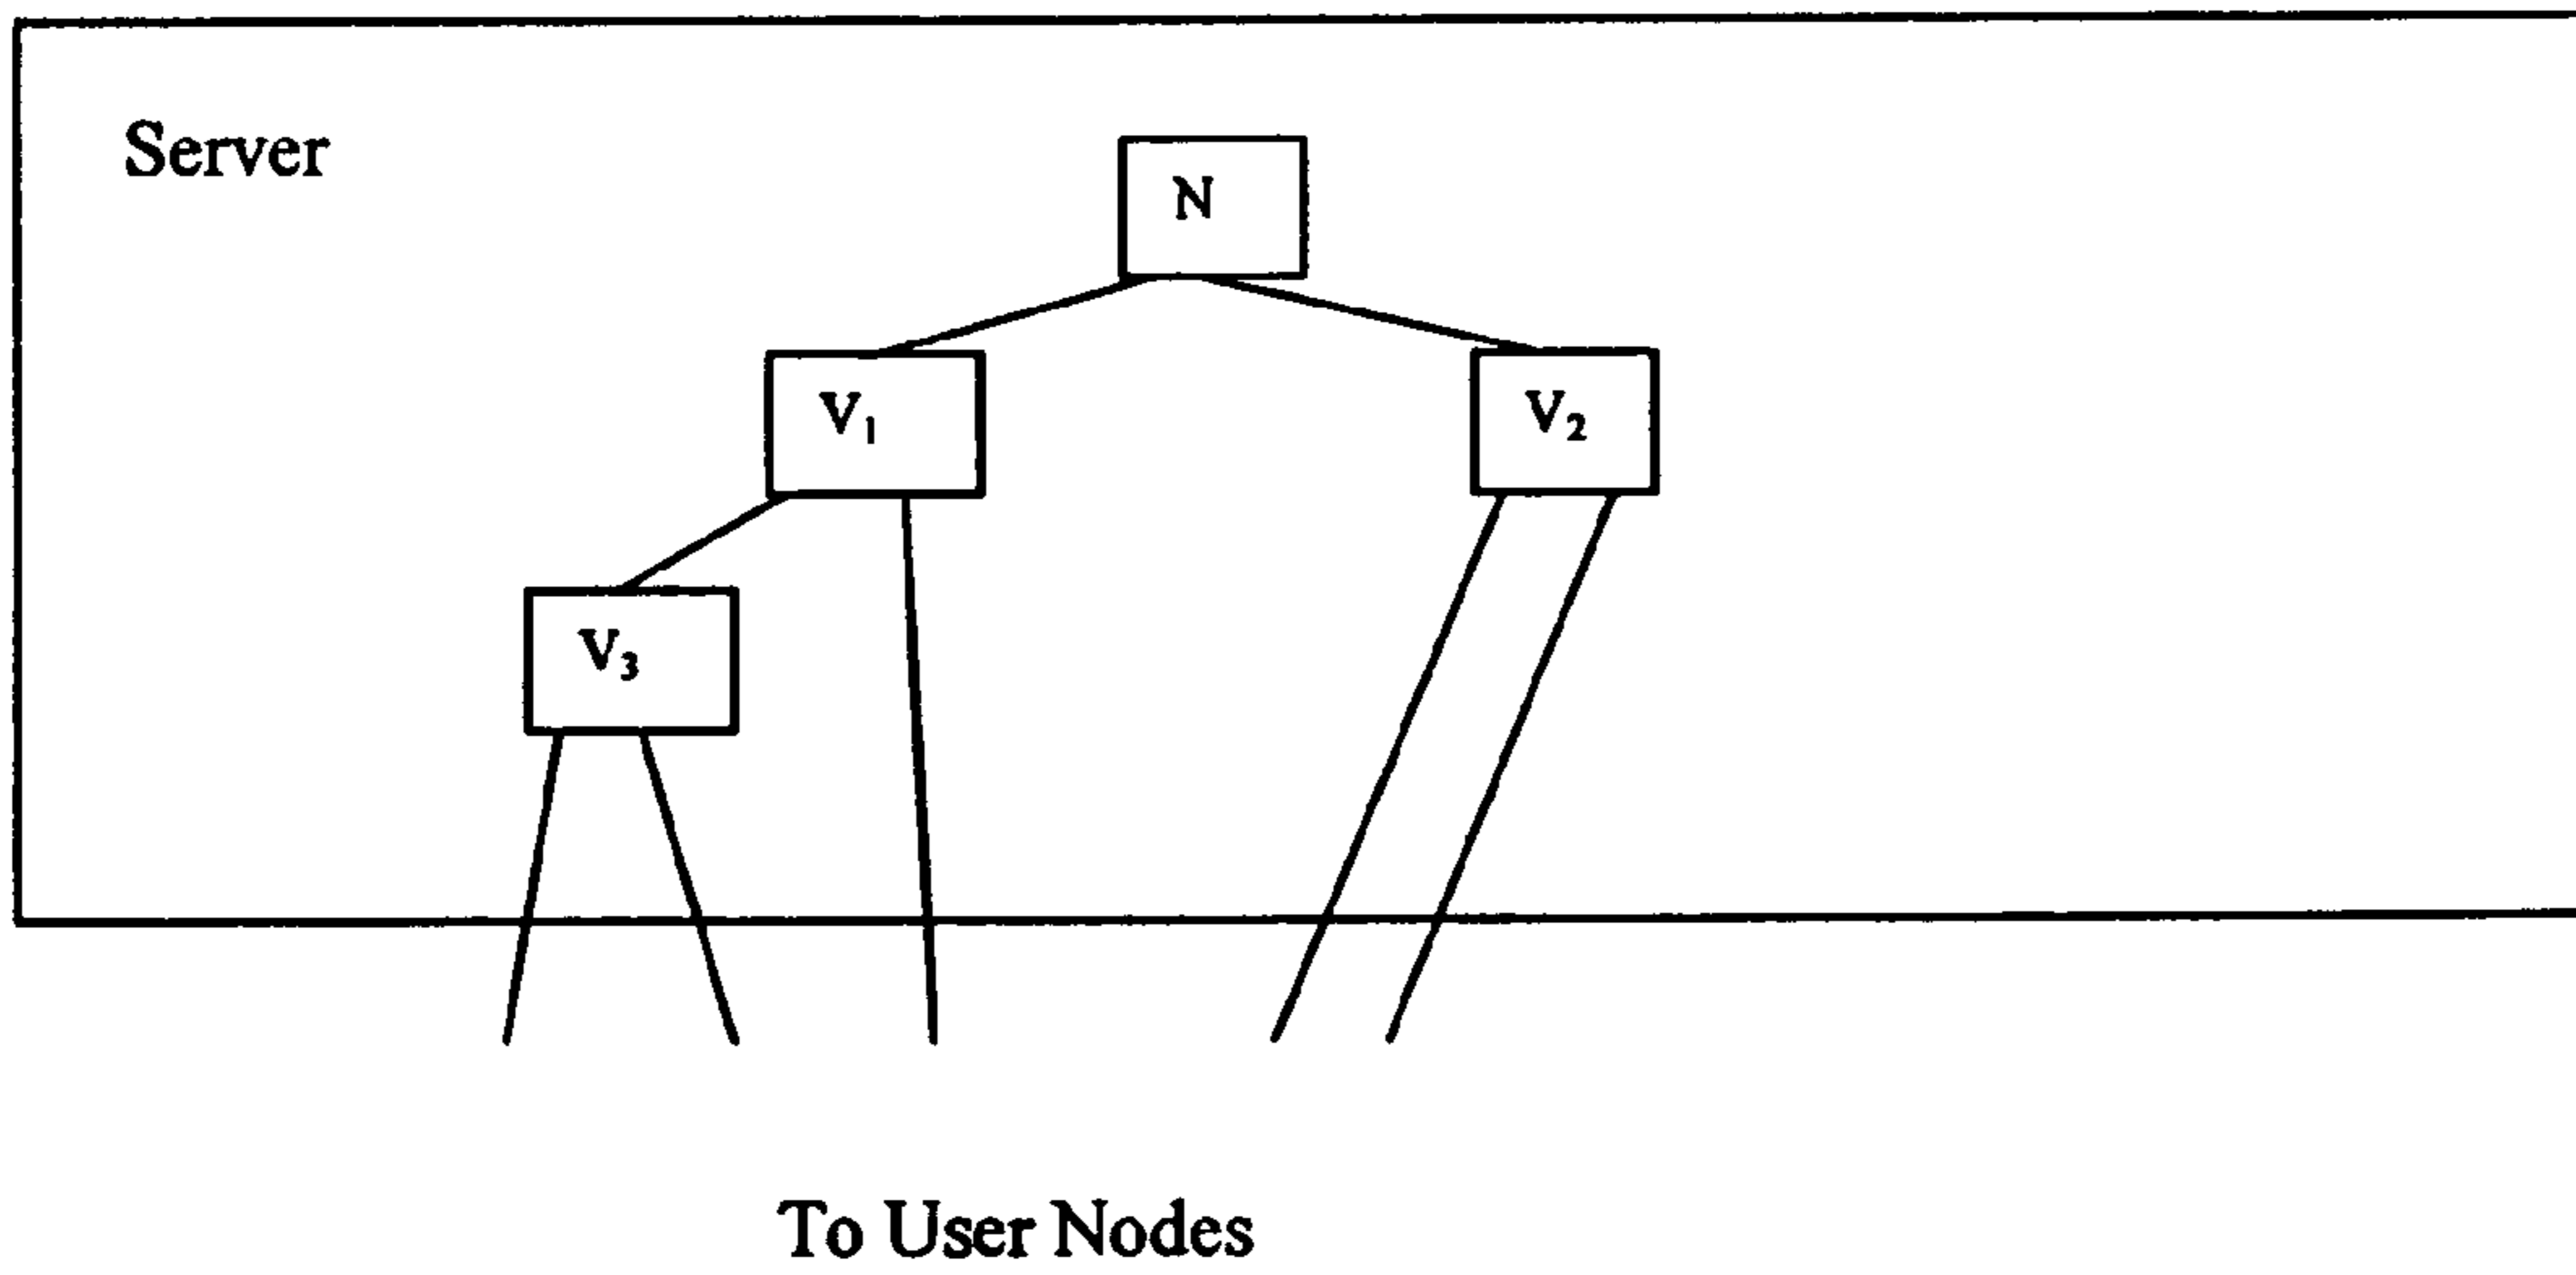 Server
N
V₁
V₂
V₃
To User Nodes